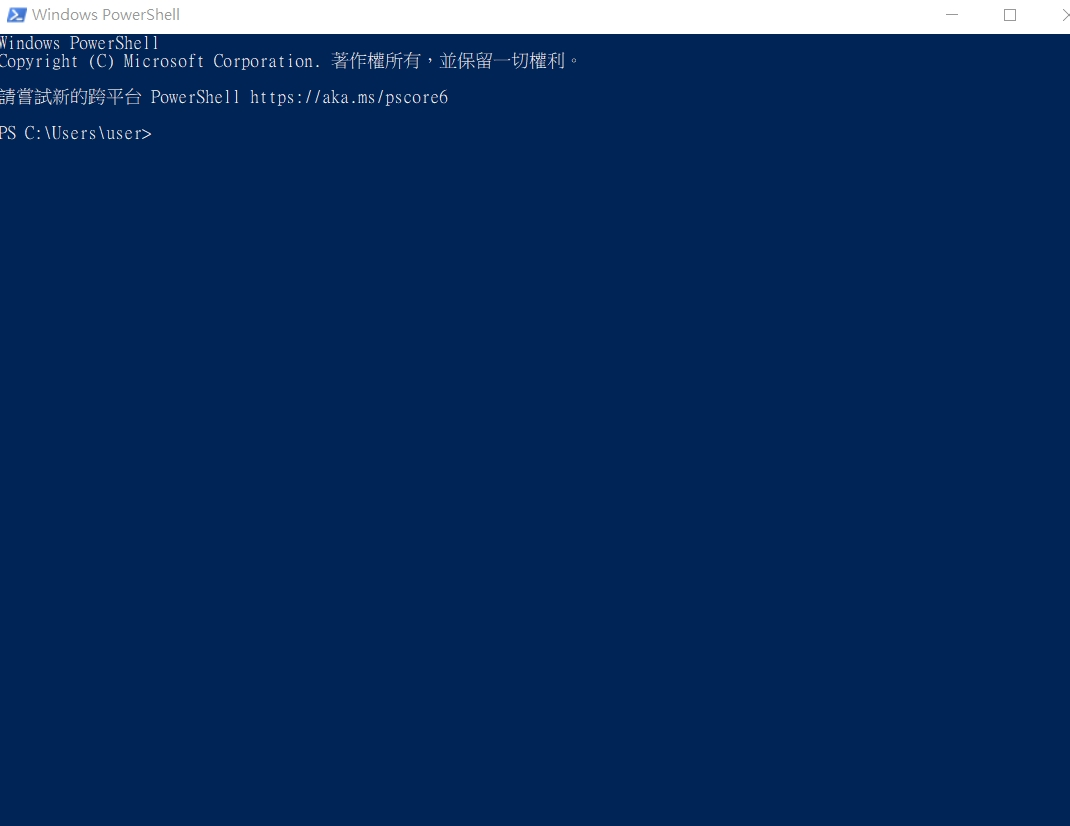 Windows PowerShell
Windows PowerShell
Copyright (C) Microsoft Corporation. 著作權所有，並保留一切權利。
請嘗試新的跨平台 PowerShell https://aka.ms/pscore6
PS C:\Users\user>